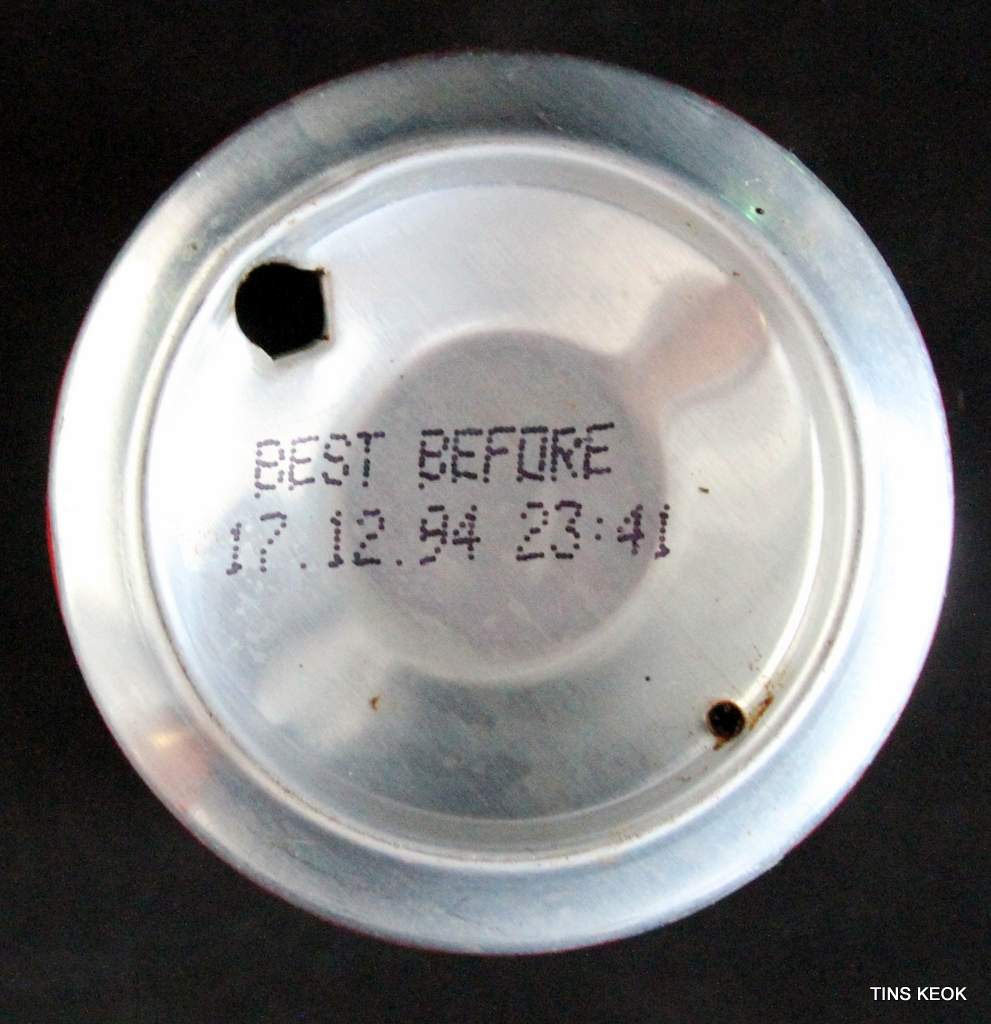 BEST BEFORE
17.12.94 23:41
TINS KEOK